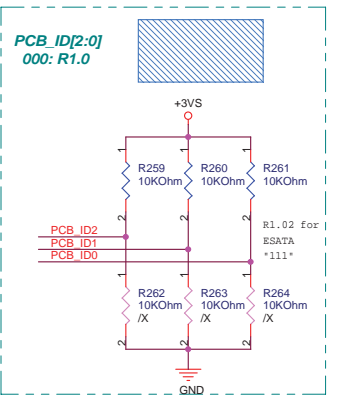 PCB_ID[2:0]
000: R1.0
+3VS
1 1 1
R259 R260 R261
10KOhm 10KOhm 10KOhm
2 2 2
R1.02 for
PCB_ID2
ESATA
PCB_ID1
"111"
PCB_ID0
1 1 1
R262 R263 R264
10KOhm 10KOhm 10KOhm
/X /X /X
2 2 2
GND